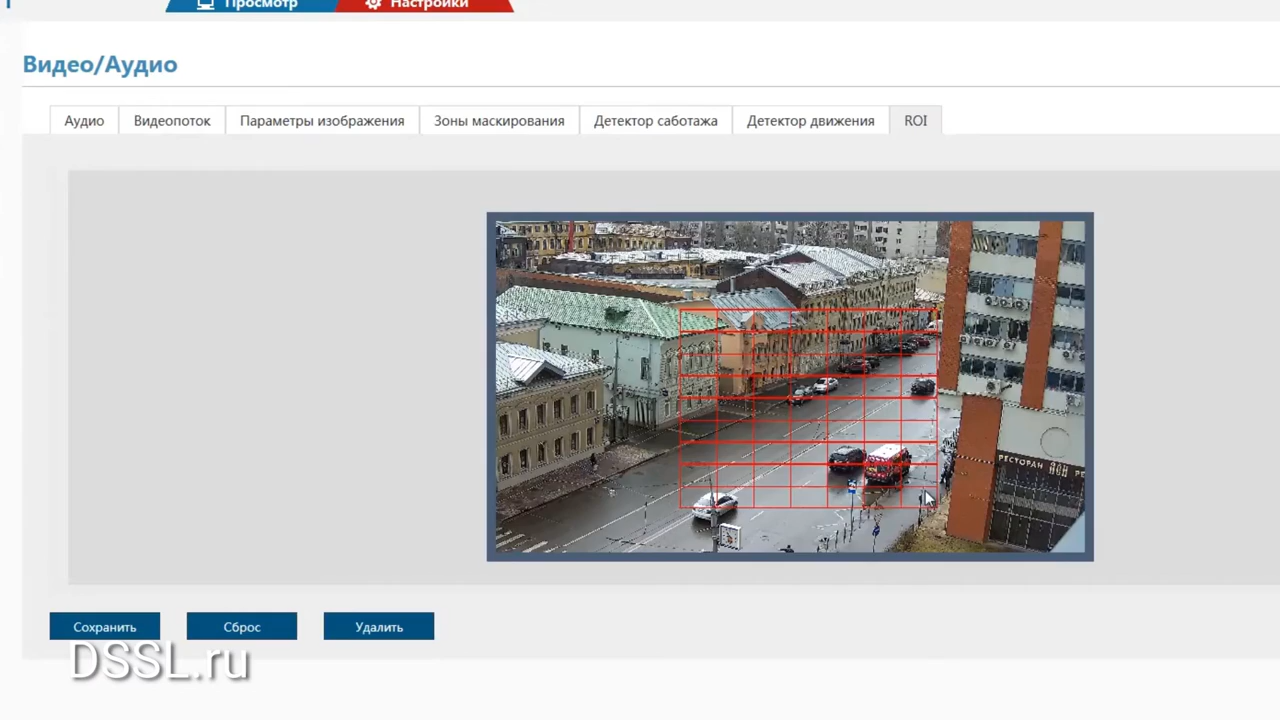 Просмотр
Настройки
Видео/Аудио
Аудио
Видеопоток
Параметры изображения
Зоны маскирования
Детектор саботажа
Детектор движения
ROI
РЕСТОРАН
Сохранить
Сброс
Удалить
DSSL.ru